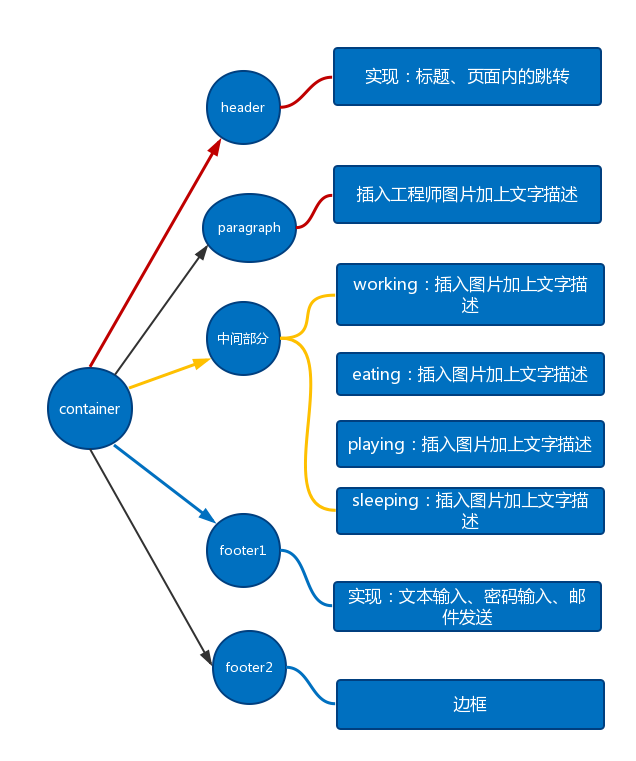 header
实现：标题、页面内的跳转
paragraph
插入工程师图片加上文字描述
中间部分
working：插入图片加上文字描
述
eating：插入图片加上文字描述
container
playing：插入图片加上文字描述
sleeping：插入图片加上文字描
述
footer1
实现：文本输入、密码输入、邮
件发送
footer2
边框